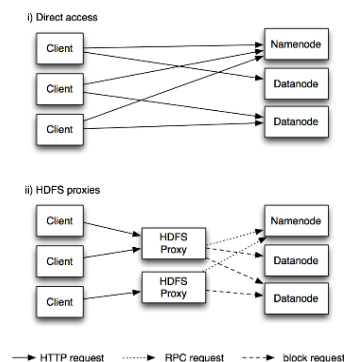 i) Direct access
Client
Namenode
Client
Datanode
Client
Datanode
ii) HDFS proxies
Client
Namenode
HDFS
Proxy
Client
Datanode
HDFS
Proxy
Client
Datanode
HTTP request
RPC request
block request